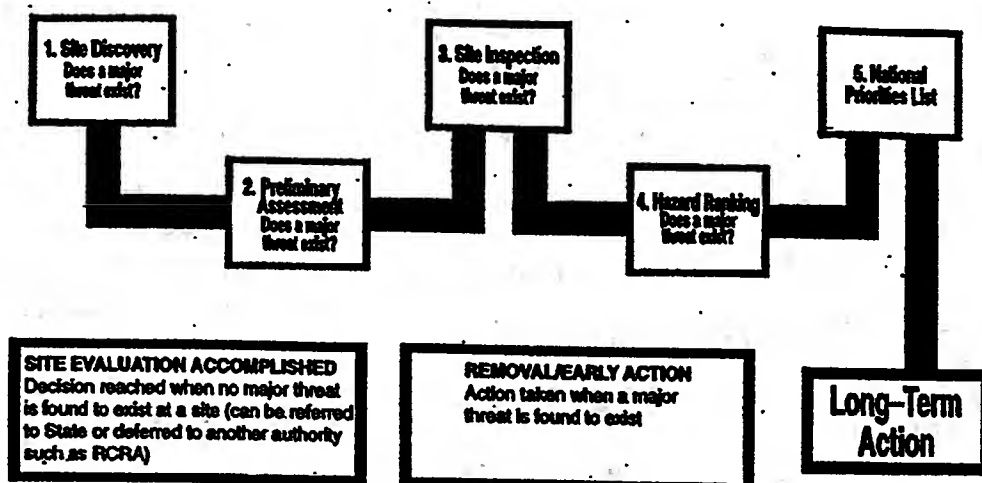 1. Site Discovery
Does a major
threat exist?
2. Preliminary
Assessment
Does a major
threat exist?
3. Site Inspection
Does a major
threat exist?
4. Hazard Ranking
Does a major
threat exist?
5. National
Priorities List
SITE EVALUATION ACCOMPLISHED
Decision reached when no major threat
is found to exist at a site (can be referred
to State or deferred to another authority
such as RCRA)
REMOVAL/EARLY ACTION
Action taken when a major
threat is found to exist
Long-Term
Action